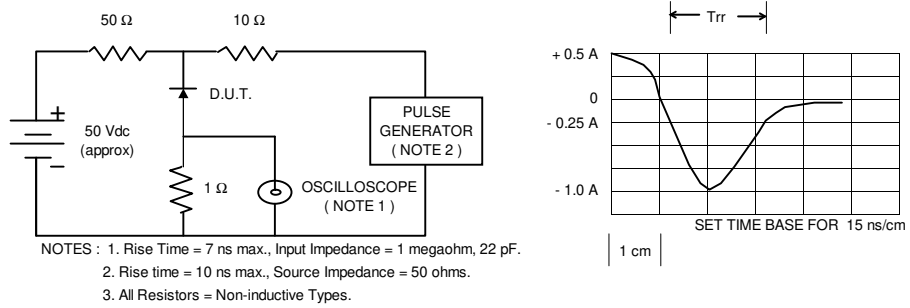 50 Ω
10 Ω
D.U.T.
+
50 Vdc
(approx)
−
1 Ω
PULSE
GENERATOR
( NOTE 2 )
OSCILLOSCOPE
( NOTE 1 )
NOTES : 1. Rise Time = 7 ns max., Input Impedance = 1 megaohm, 22 pF.
2. Rise time = 10 ns max., Source Impedance = 50 ohms.
3. All Resistors = Non-inductive Types.
Trr
+ 0.5 A
0
- 0.25 A
- 1.0 A
SET TIME BASE FOR 15 ns/cm
1 cm